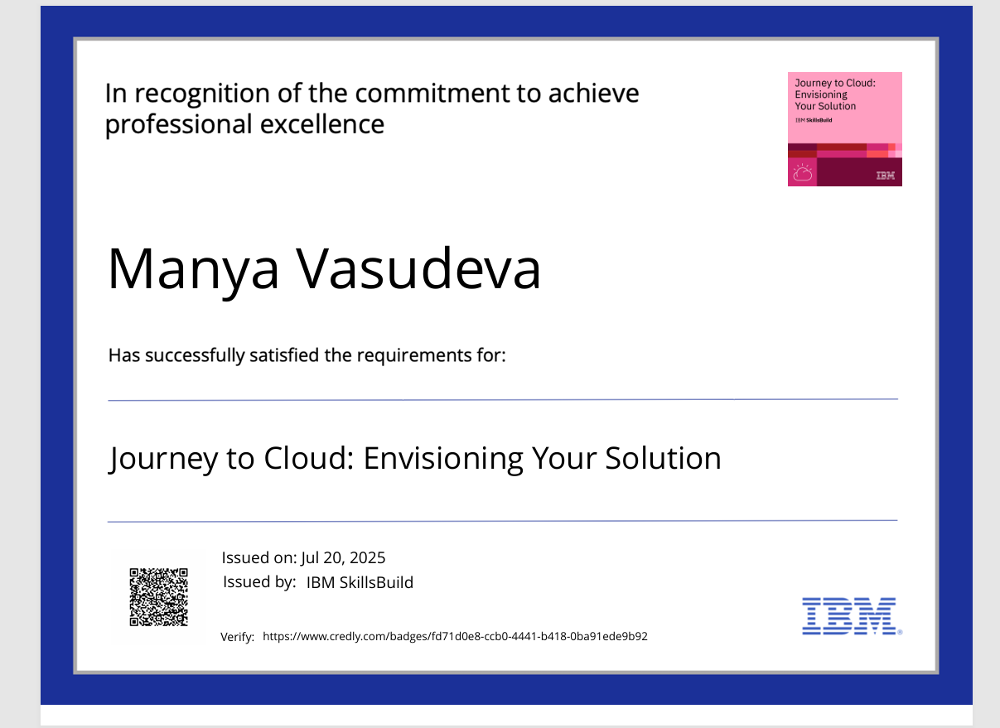 In recognition of the commitment to achieve
professional excellence
Journey to Cloud:
Envisioning
Your Solution
IBM SkillsBuild
IBM
Manya Vasudeva
Has successfully satisfied the requirements for:
Journey to Cloud: Envisioning Your Solution
Issued on: Jul 20, 2025
Issued by: IBM SkillsBuild
Verify: https://www.credly.com/badges/fd71d0e8-ccb0-4441-b418-0ba91ede9b92
IBM®